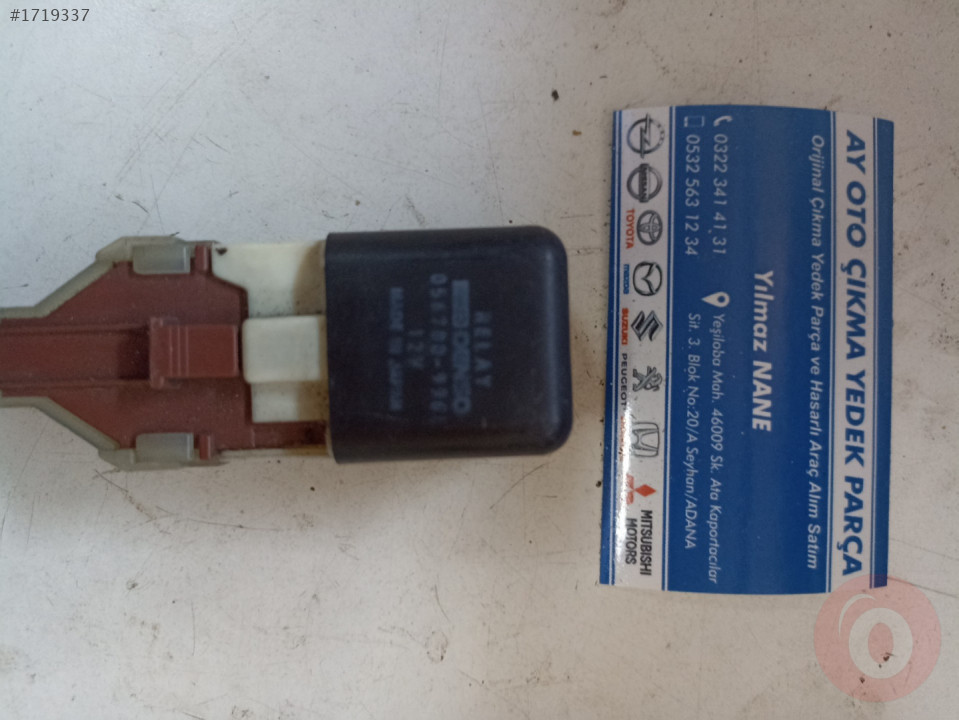 #1719337
RELAY
DENSO
12V
MADE IN JAPAN
AY OTO ÇIKMA YEDEK PARÇA
Orijinal Çıkma Yedek Parça ve Hasarlı Araç Alım Satım
Yılmaz NANE
0322 341 41 31
0532 563 12 34
Yeşiloba Mah. 46009 Sk. Ata Kaportacılar
Sit. 3. Blok No:20/A Seyhan/ADANA
NISSAN
TOYOTA
mazda
SUZUKI
PEUGEOT
MITSUBISHI
MOTORS